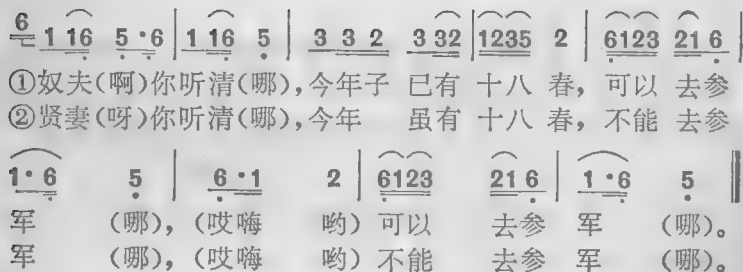 6 1 16 5·6 | 1 16 5 | 3 3 2 3 32 | 1235 2 | 6123 21 6 |
①奴夫(啊)你听清(哪),今年子 已有 十八 春, 可以 去参
②贤妻(呀)你听清(哪),今年 虽有 十八 春, 不能 去参
1·6 5 | 6·1 2 | 6123 21 6 | 1·6 5 ‖
军 (哪), (哎嗨 哟) 可以 去参 军 (哪)。
军 (哪), (哎嗨 哟) 不能 去参 军 (哪)。